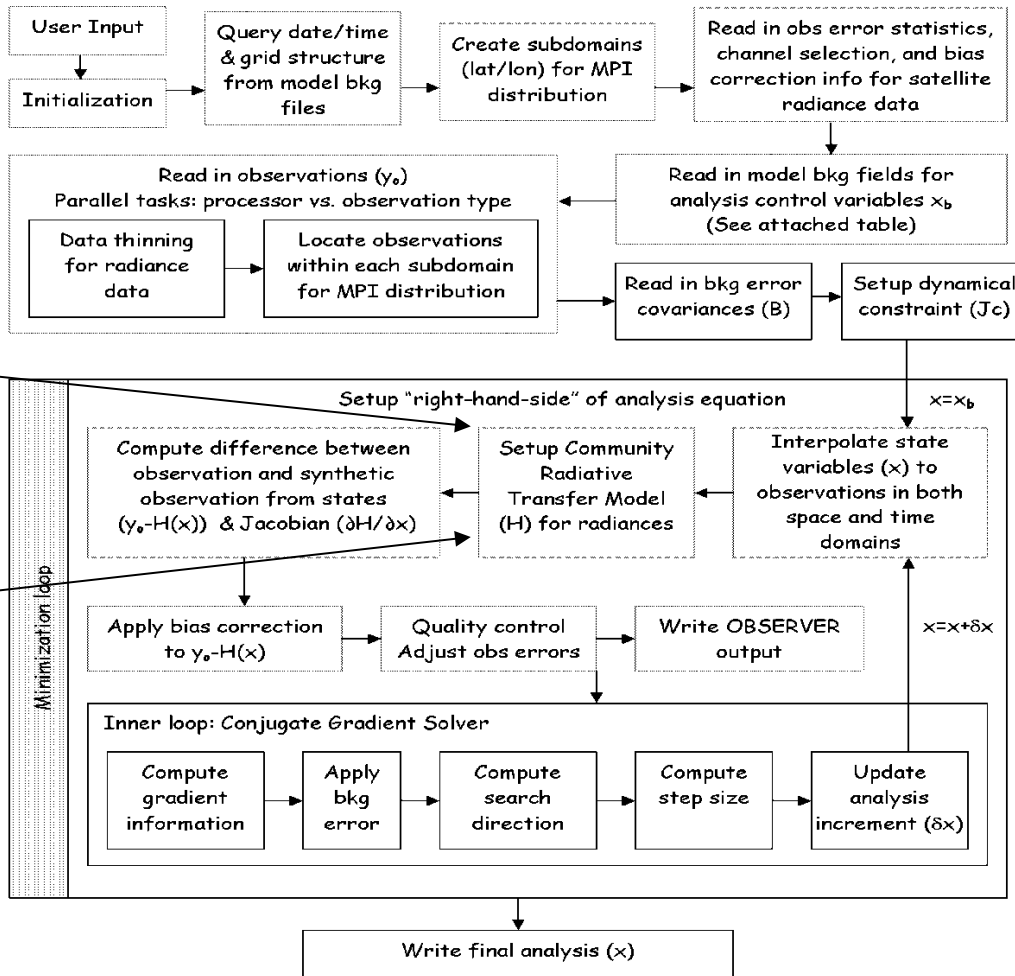 User Input
Initialization
Query date/time
& grid structure
from model bkg
files
Create subdomains
(lat/lon) for MPI
distribution
Read in obs error statistics,
channel selection, and bias
correction info for satellite
radiance data
Read in model bkg fields for
analysis control variables xb
(See attached table)
Read in observations (yo)
Parallel tasks: processor vs. observation type
Data thinning
for radiance
data
Locate observations
within each subdomain
for MPI distribution
Read in bkg error
covariances (B)
Setup dynamical
constraint (Jc)
Minimization loop
Setup “right-hand-side” of analysis equation
x=xb
Interpolate state
variables (x) to
observations in both
space and time
domains
Setup Community
Radiative
Transfer Model
(H) for radiances
Compute difference between
observation and synthetic
observation from states
(yo-H(x)) & Jacobian (∂H/∂x)
Apply bias correction
to yo-H(x)
Quality control
Adjust obs errors
Write OBSERVER
output
x=x+δx
Inner loop: Conjugate Gradient Solver
Compute
gradient
information
Apply
bkg
error
Compute
search
direction
Compute
step size
Update
analysis
increment (δx)
Write final analysis (x)